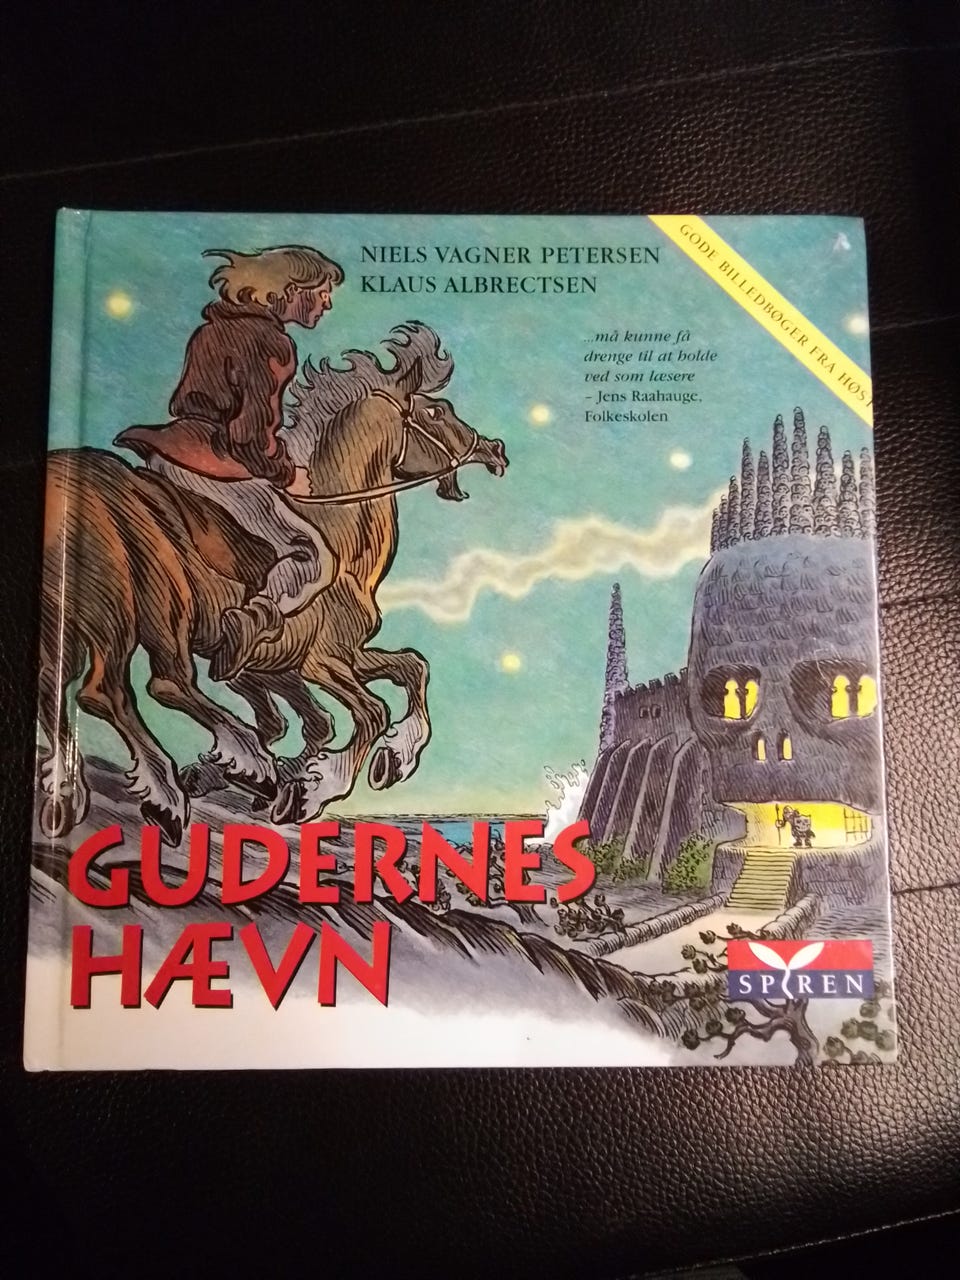 NIELS VAGNER PETERSEN
KLAUS ALBRECTSEN
GODE BILLEDBØGER FRA HØST
...må kunne få
drenge til at holde
ved som læsere
– Jens Raahauge,
Folkeskolen
GUDERNES
HÆVN
SPIREN